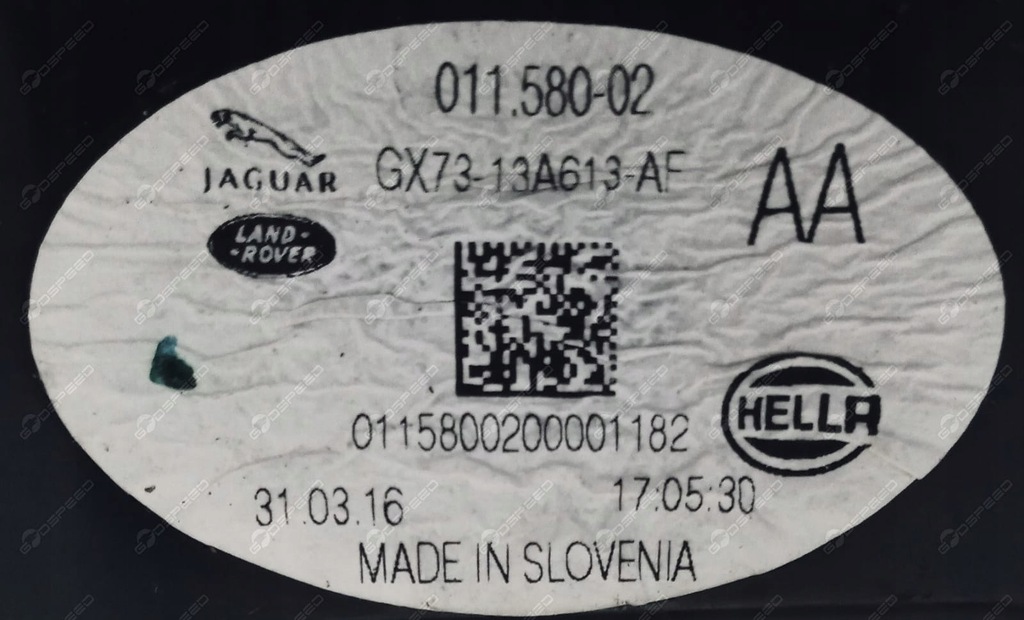 011.580-02
JAGUAR
GX73-13A613-AF
AA
LAND-
-ROVER
HELLA
0115800200001182
31.03.16
17:05:30
MADE IN SLOVENIA
GODSPEED